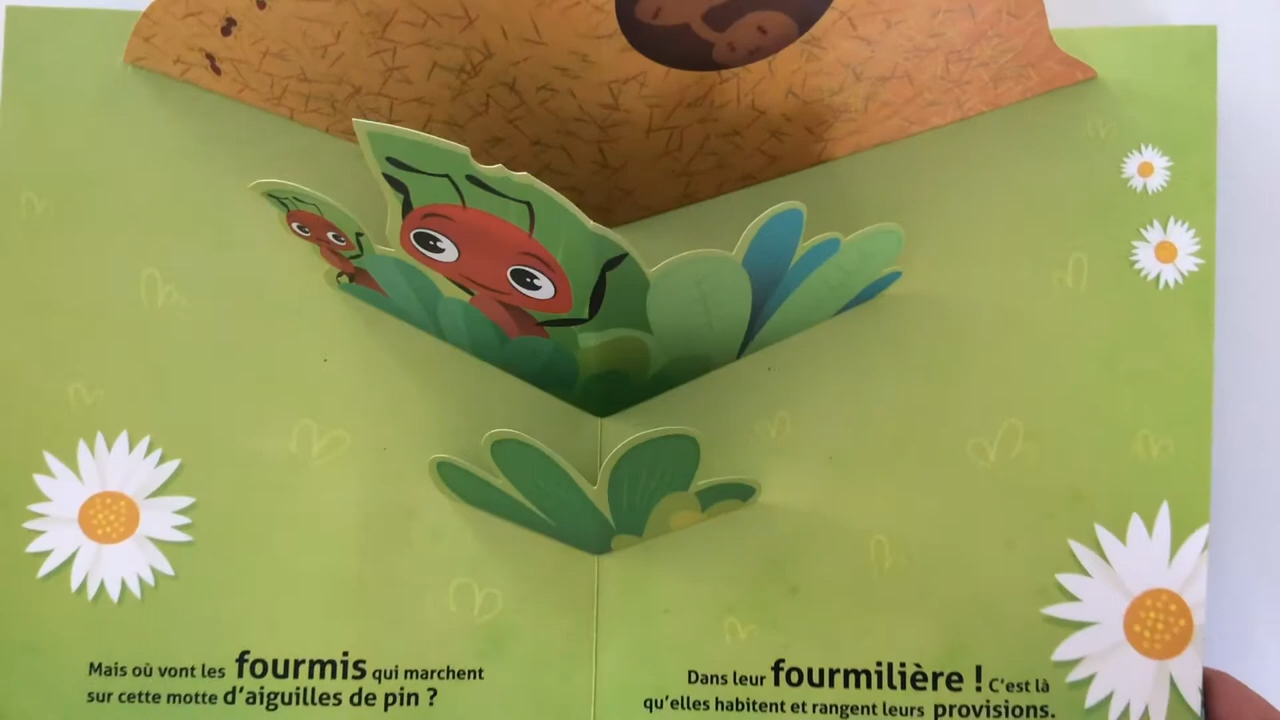 Mais où vont les fourmis qui marchent
sur cette motte d'aiguilles de pin ?
Dans leur fourmilière ! C'est là
qu'elles habitent et rangent leurs provisions.